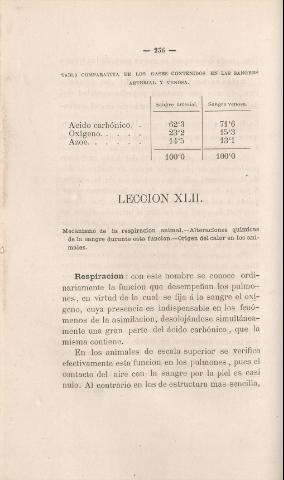 — 256 —
TABLA COMPARATIVA DE LOS GASES CONTENIDOS EN LAS SANGRES
ARTERIAL Y VENOSA.
Sangre arterial. Sangre venosa.
Acido carbónico. . 62'3 71'6
Oxígeno. . . . . 23'2 15'3
Azoe. . . . . . 14'5 13'1
100'0 100'0
LECCION XLII.
Mecanismo de la respiracion animal.—Alteraciones químicas
de la sangre durante esta funcion.—Origen del calor en los ani-
males.
Respiracion: con este nombre se conoce ordi-
nariamente la funcion que desempeñan los pulmo-
nes, en virtud de la cual se fija á la sangre el oxí-
geno, cuya presencia es indispensable en los fenó-
menos de la asimilacion, desolojándose simultánea-
mente una gran parte del ácido carbónico, que la
misma contiene.
En los animales de escala superior se verifica
efectivamente esta funcion en los pulmones, pues el
contacto del aire con la sangre por la piel es casi
nulo. Al contrario en los de estructura mas sencilla,